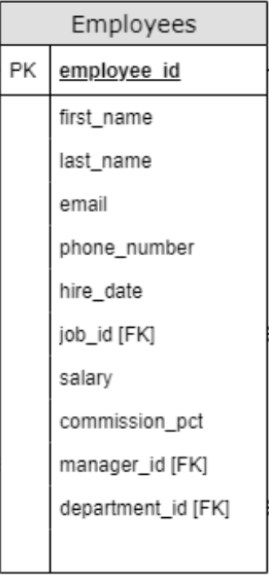 Employees
PK employee_id
first_name
last_name
email
phone_number
hire_date
job_id [FK]
salary
commission_pct
manager_id [FK]
department_id [FK]